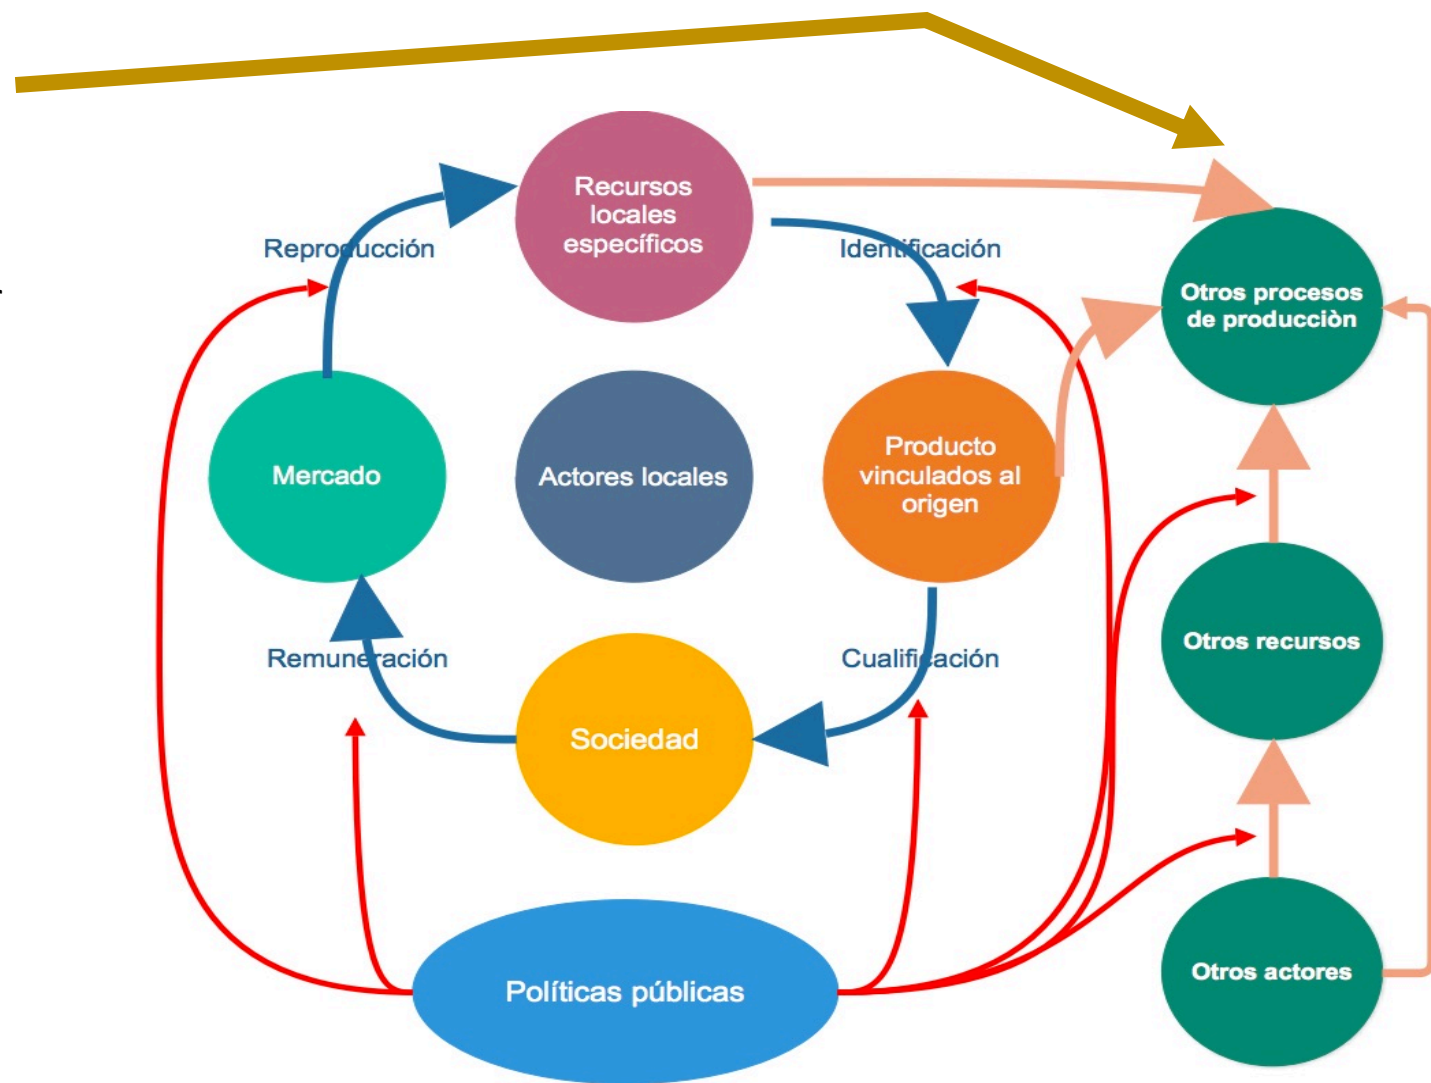 Recursos
locales
específicos
Reproducción
Identificación
Otros procesos
de producciòn
Mercado
Actores locales
Producto
vinculados al
origen
Remuneración
Cualificación
Otros recursos
Sociedad
Políticas públicas
Otros actores